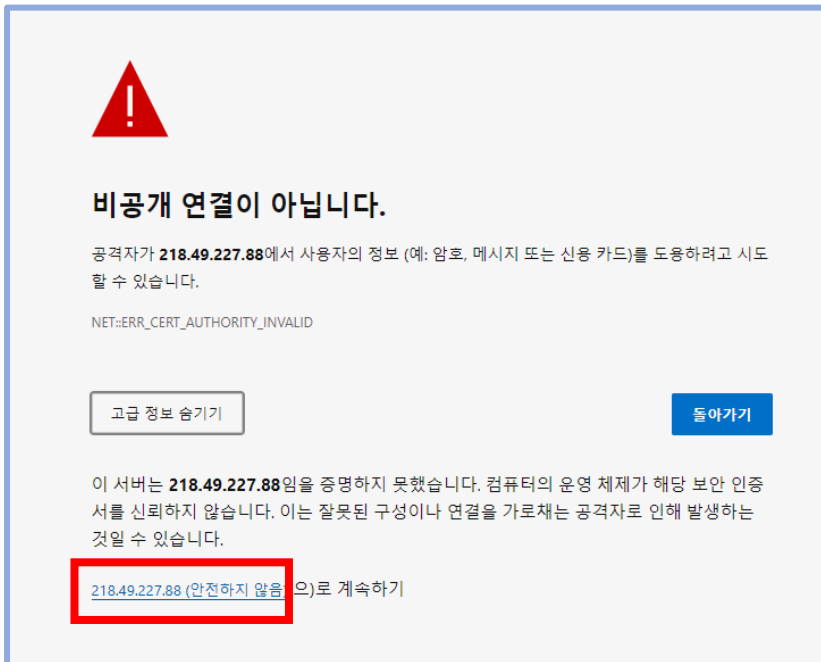 비공개 연결이 아닙니다.
공격자가 218.49.227.88에서 사용자의 정보 (예: 암호, 메시지 또는 신용 카드)를 도용하려고 시도
할 수 있습니다.
NET::ERR_CERT_AUTHORITY_INVALID
고급 정보 숨기기
돌아가기
이 서버는 218.49.227.88임을 증명하지 못했습니다. 컴퓨터의 운영 체제가 해당 보안 인증
서를 신뢰하지 않습니다. 이는 잘못된 구성이나 연결을 가로채는 공격자로 인해 발생하는
것일 수 있습니다.
218.49.227.88 (안전하지 않음)(으)로 계속하기